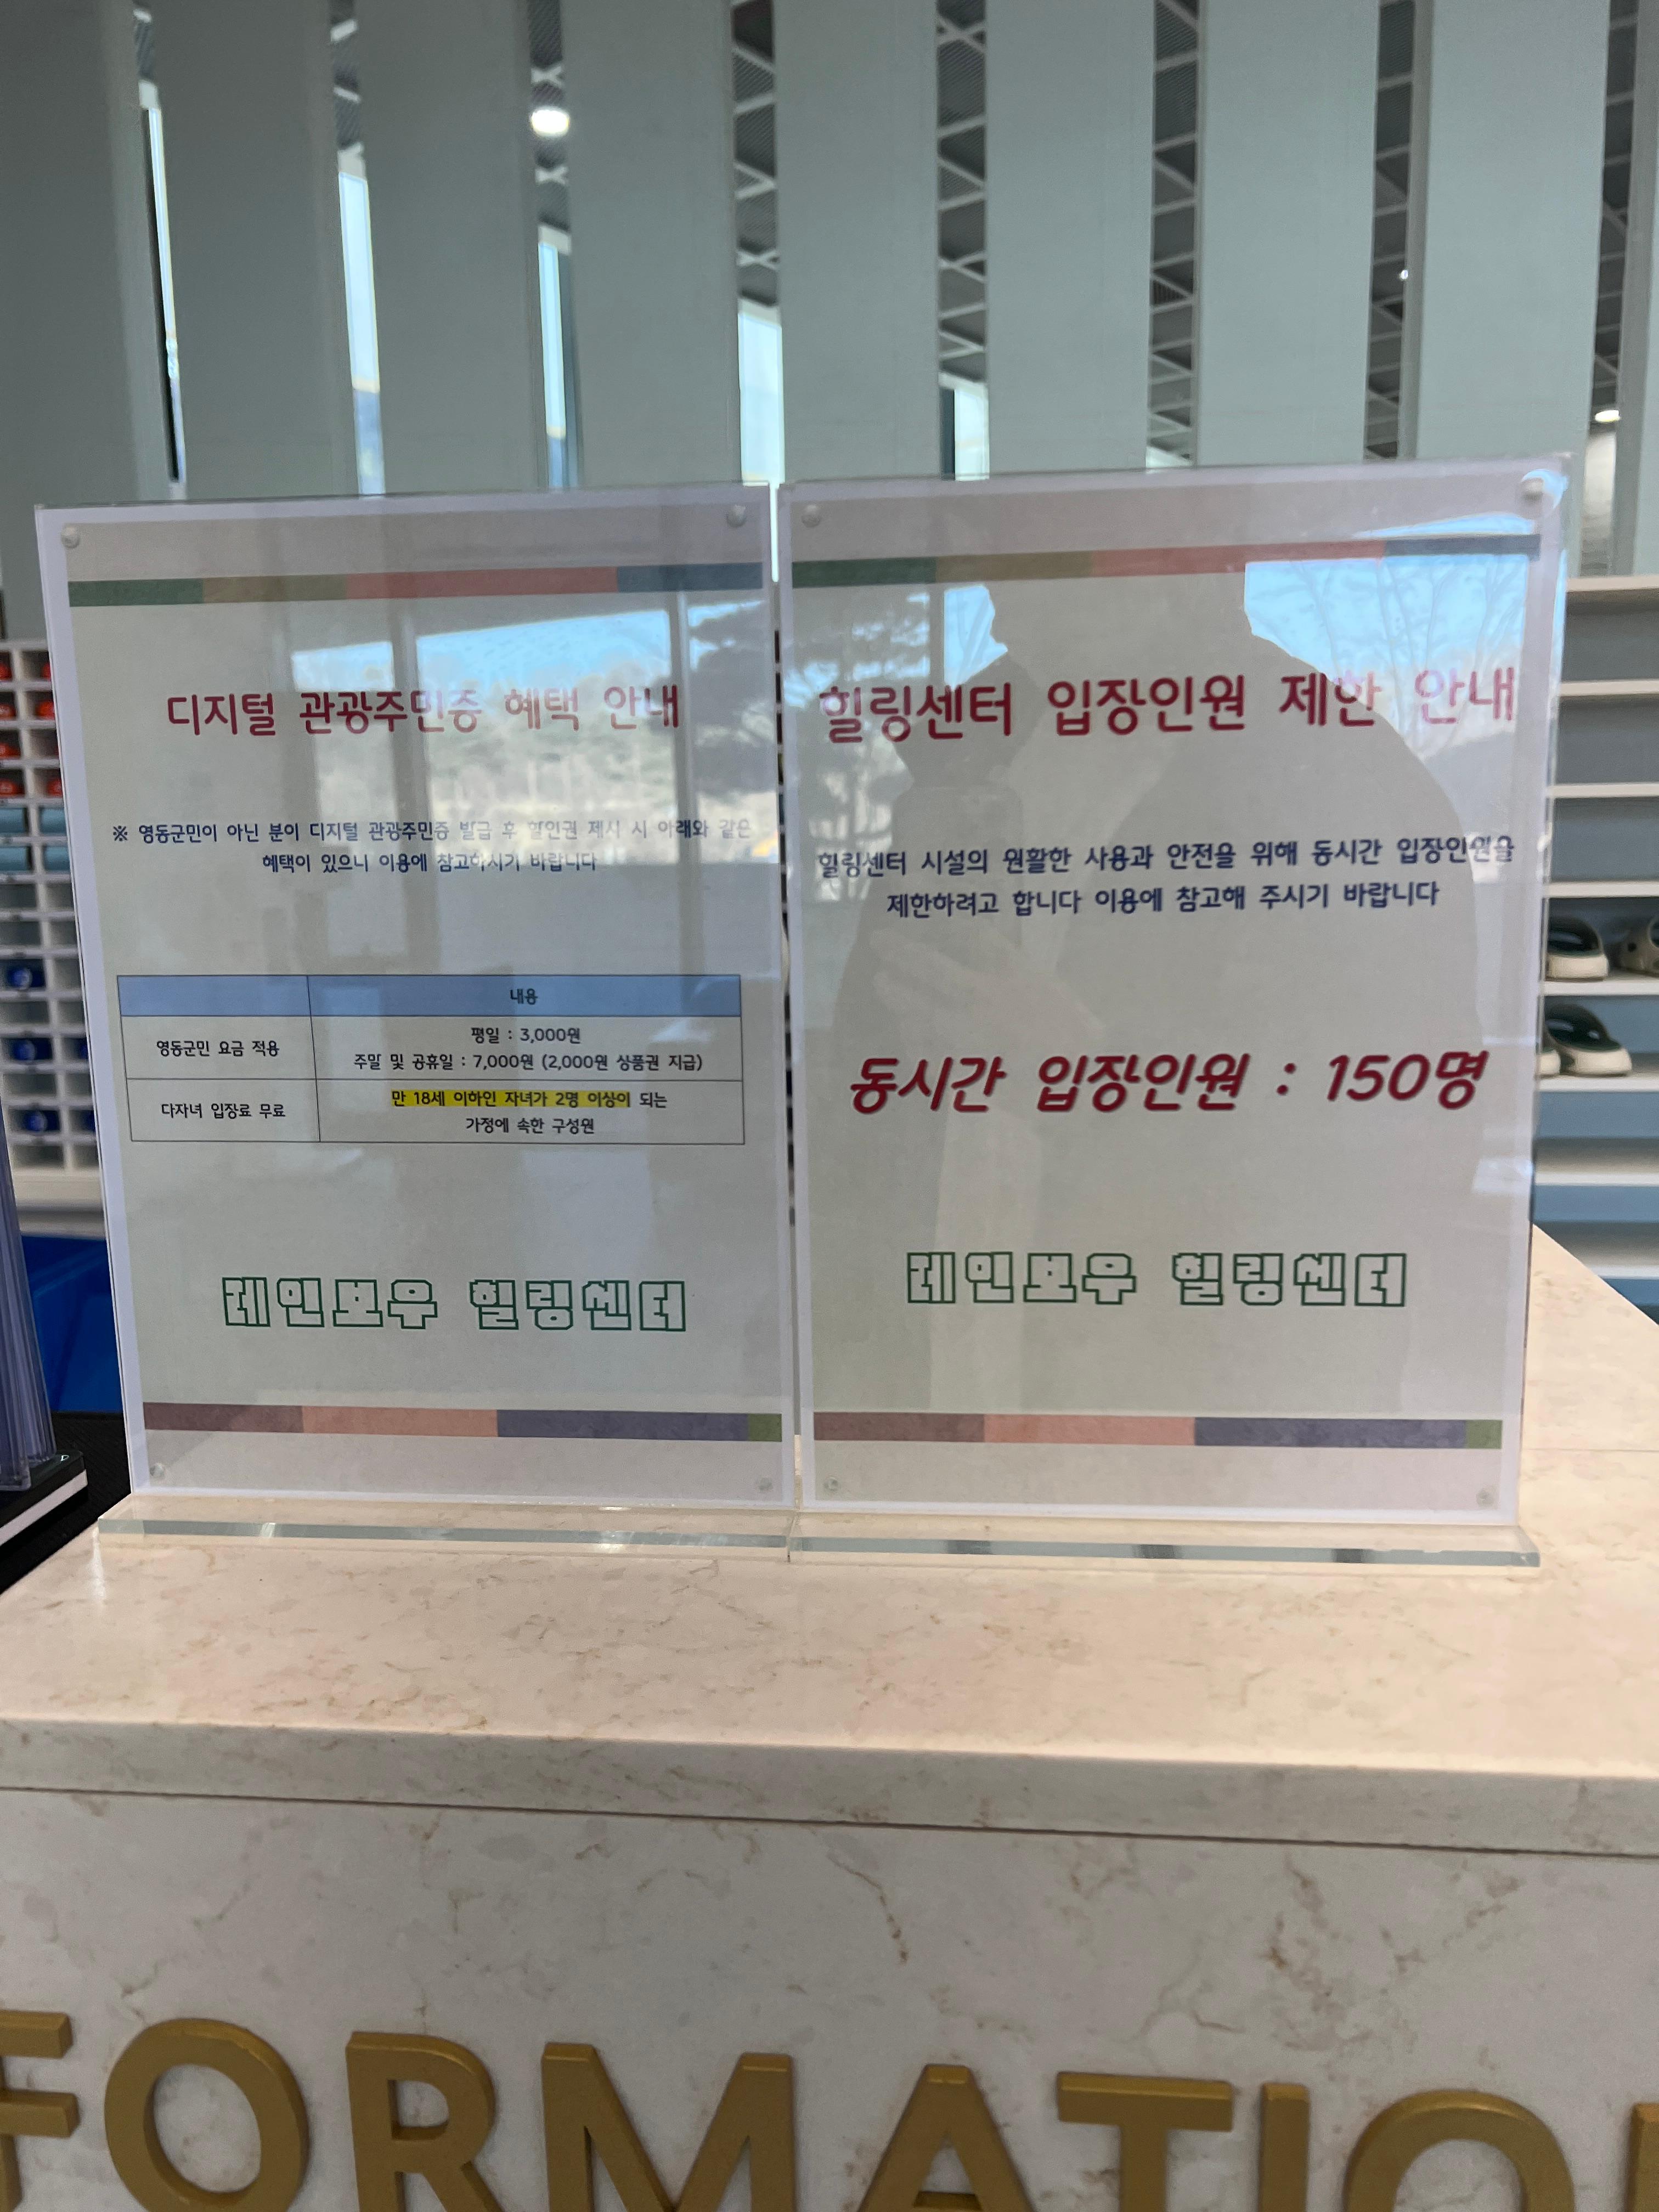 디지털 관광주민증 혜택 안내
※ 영동군민이 아닌 분이 디지털 관광주민증 발급 후 할인권 제시 시 아래와 같은
혜택이 있으니 이용에 참고하시기 바랍니다
내용
영동군민 요금 적용
평일 : 3,000원
주말 및 공휴일 : 7,000원 (2,000원 상품권 지급)
다자녀 입장료 무료
만 18세 이하인 자녀가 2명 이상이 되는
가정에 속한 구성원
레인보우 힐링센터
힐링센터 입장인원 제한 안내
힐링센터 시설의 원활한 사용과 안전을 위해 동시간 입장인원을
제한하려고 합니다 이용에 참고해 주시기 바랍니다
동시간 입장인원 : 150명
레인보우 힐링센터
FORMATIO